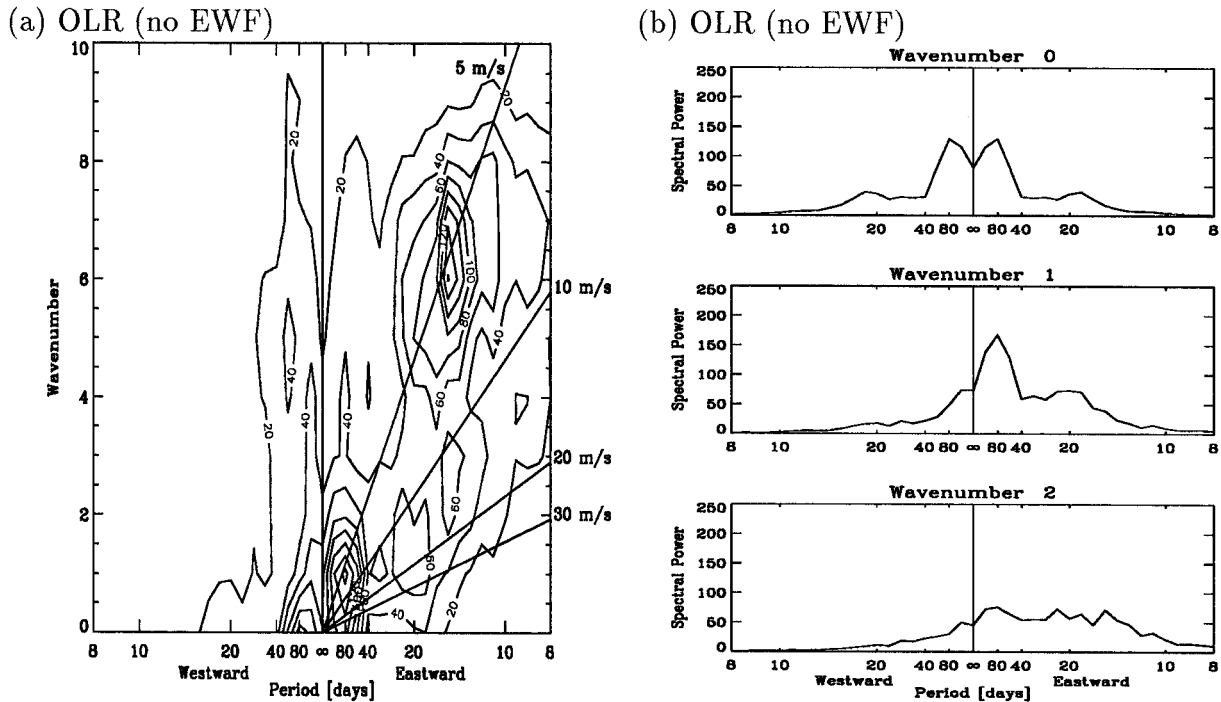 (a) OLR (no EWF)
10
8
6
4
2
0
Wavenumber
5 m/s
10 m/s
20 m/s
30 m/s
20
20
20
40
60
120
100
80
40
40
20
40
40
60
60
60
40
20
8 10 20 40 80 ∞ 80 40 20 10 8
Westward Eastward
Period [days]
(b) OLR (no EWF)
Wavenumber 0
Spectral Power
250
200
150
100
50
0
8 10 20 40 80 ∞ 80 40 20 10 8
Wavenumber 1
Spectral Power
250
200
150
100
50
0
8 10 20 40 80 ∞ 80 40 20 10 8
Wavenumber 2
Spectral Power
250
200
150
100
50
0
8 10 20 40 80 ∞ 80 40 20 10 8
Westward Eastward
Period [days]